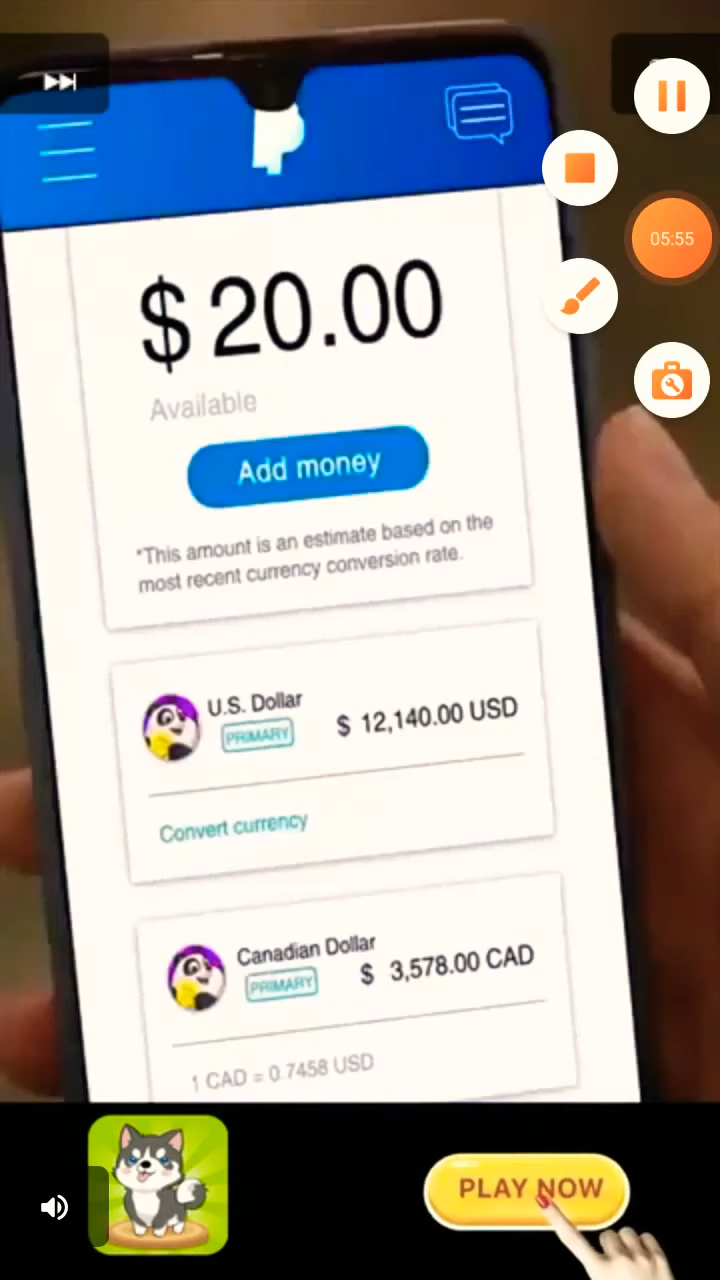 05:55
$ 20.00
Available
Add money
*This amount is an estimate based on the
most recent currency conversion rate.
U.S. Dollar
PRIMARY
$ 12,140.00 USD
Convert currency
Canadian Dollar
PRIMARY
$ 3,578.00 CAD
1 CAD = 0.7458 USD
PLAY NOW